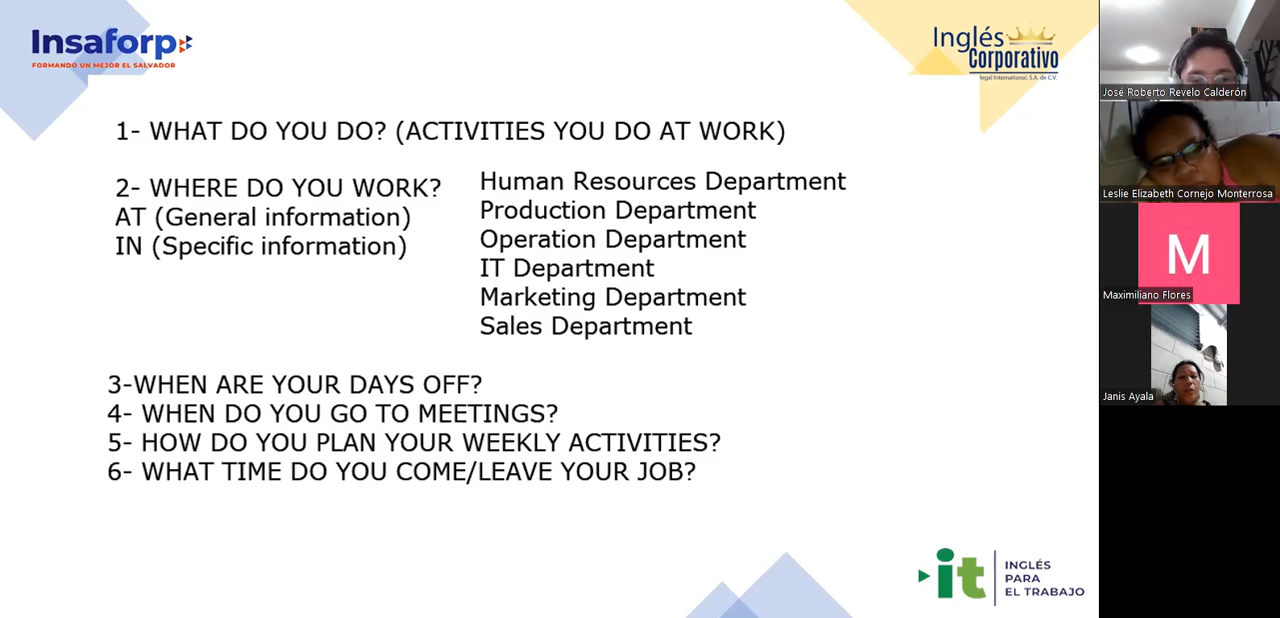 Insaforp
FORMANDO UN MEJOR EL SALVADOR
Inglés
Corporativo
legal International, S.A. de C.V.
1- WHAT DO YOU DO? (ACTIVITIES YOU DO AT WORK)
2- WHERE DO YOU WORK?
AT (General information)
IN (Specific information)
Human Resources Department
Production Department
Operation Department
IT Department
Marketing Department
Sales Department
3-WHEN ARE YOUR DAYS OFF?
4- WHEN DO YOU GO TO MEETINGS?
5- HOW DO YOU PLAN YOUR WEEKLY ACTIVITIES?
6- WHAT TIME DO YOU COME/LEAVE YOUR JOB?
it
INGLÉS
PARA
EL TRABAJO
José Roberto Revelo Calderón
Leslie Elizabeth Cornejo Monterrosa
M
Maximiliano Flores
Janis Ayala